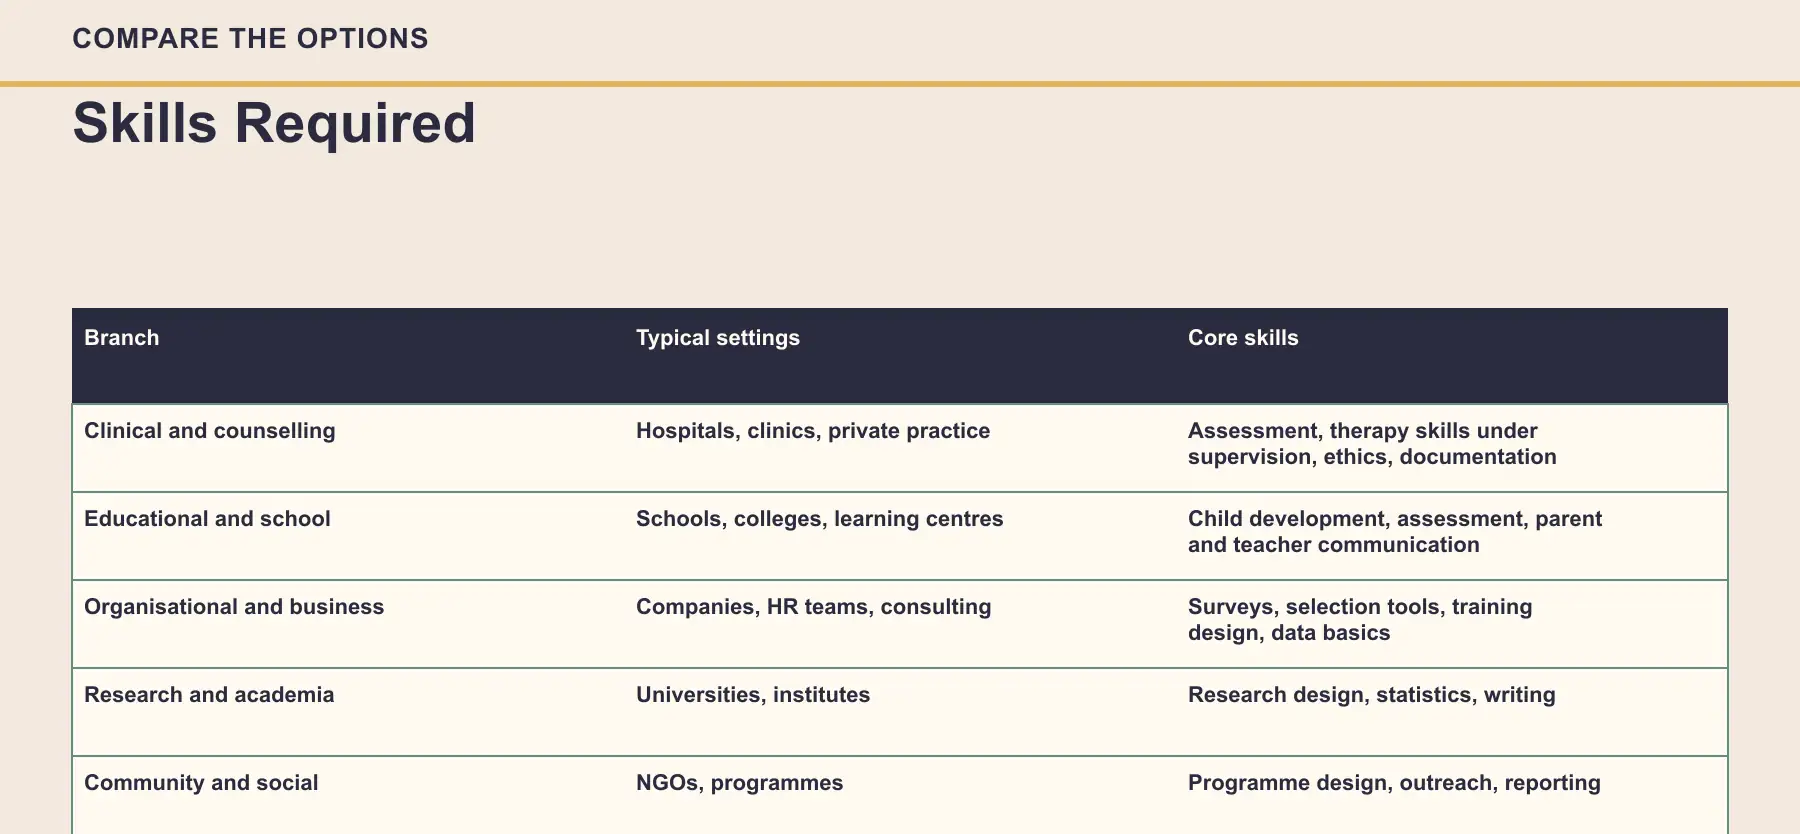 COMPARE THE OPTIONS
Skills Required
Branch
Typical settings
Core skills
Clinical and counselling
Hospitals, clinics, private practice
Assessment, therapy skills under
supervision, ethics, documentation
Educational and school
Schools, colleges, learning centres
Child development, assessment, parent
and teacher communication
Organisational and business
Companies, HR teams, consulting
Surveys, selection tools, training
design, data basics
Research and academia
Universities, institutes
Research design, statistics, writing
Community and social
NGOs, programmes
Programme design, outreach, reporting